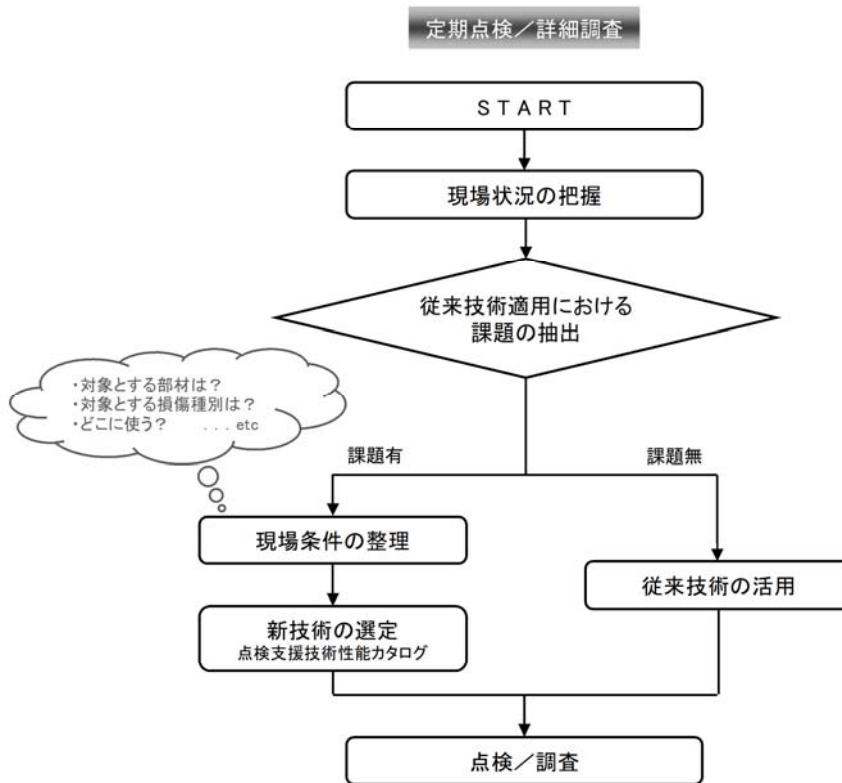 定期点検／詳細調査
ＳＴＡＲＴ
現場状況の把握
従来技術適用における
課題の抽出
・対象とする部材は？
・対象とする損傷種別は？
・どこに使う？　　．．．etc
課題有
課題無
現場条件の整理
従来技術の活用
新技術の選定
点検支援技術性能カタログ
点検／調査